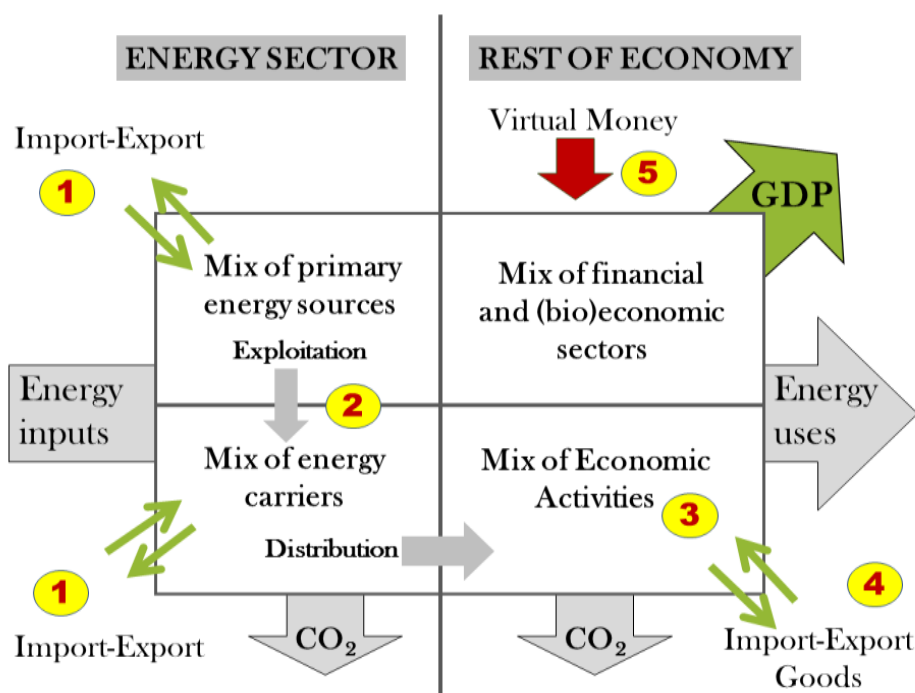 ENERGY SECTOR
REST OF ECONOMY
Import-Export
1
Virtual Money
5
GDP
Mix of primary
energy sources
Exploitation
Mix of financial
and (bio)economic
sectors
Energy
inputs
2
Energy
uses
Mix of energy
carriers
Distribution
Mix of Economic
Activities
3
1
Import-Export
CO₂
CO₂
4
Import-Export
Goods